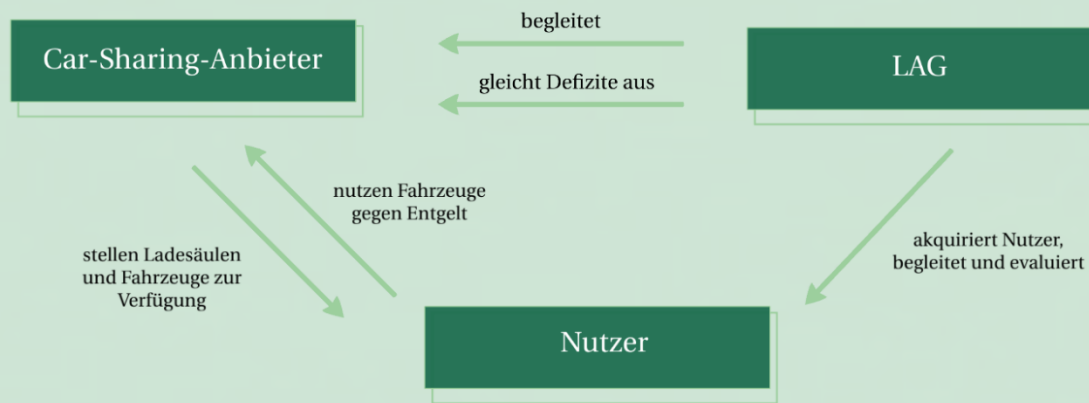 begleitet
Car-Sharing-Anbieter
LAG
gleicht Defizite aus
nutzen Fahrzeuge
gegen Entgelt
stellen Ladesäulen
und Fahrzeuge zur
Verfügung
akquiriert Nutzer,
begleitet und evaluiert
Nutzer